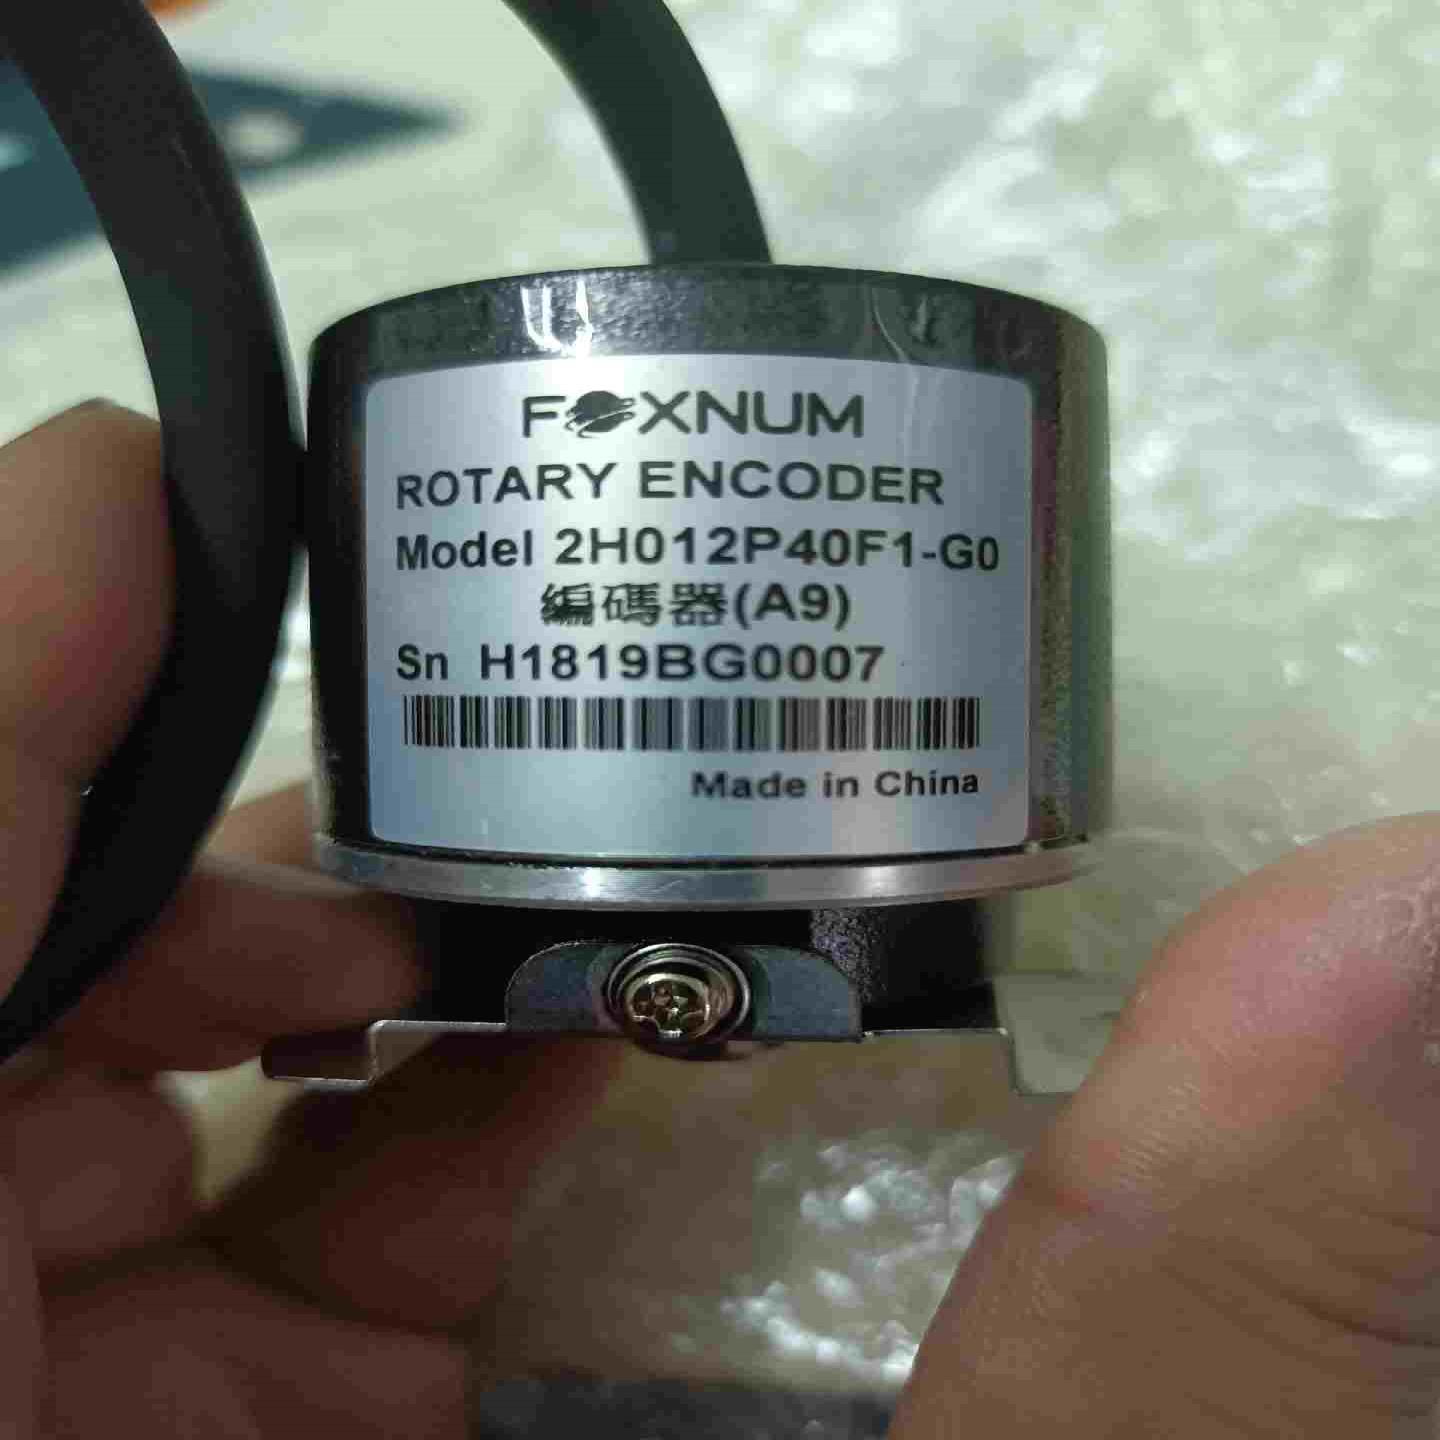 FOXNUM
ROTARY ENCODER
Model 2H012P40F1-G0
編碼器(A9)
Sn H1819BG0007
Made in China